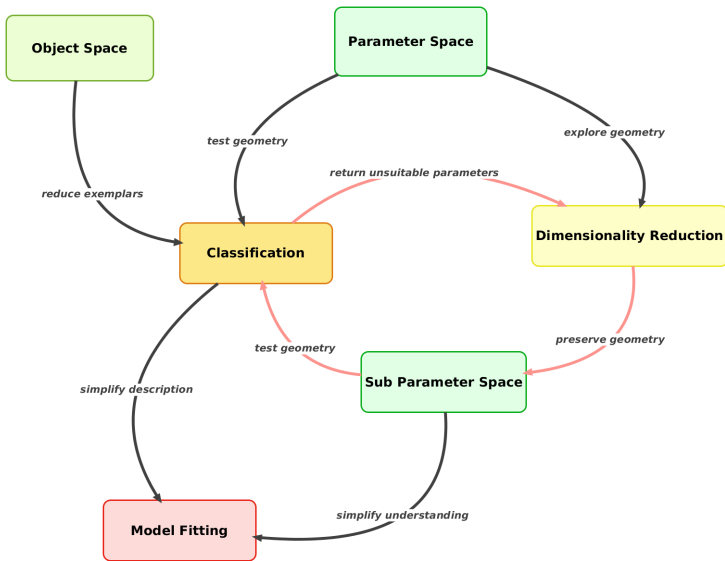 Object Space
Parameter Space
test geometry
explore geometry
return unsuitable parameters
reduce exemplars
Classification
Dimensionality Reduction
test geometry
preserve geometry
Sub Parameter Space
simplify description
simplify understanding
Model Fitting